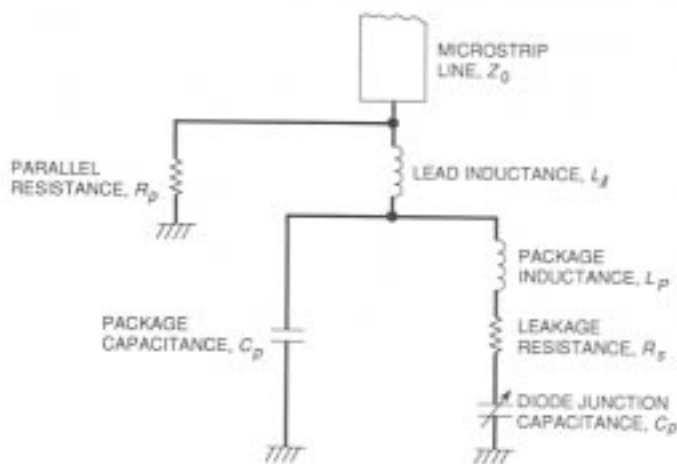 MICROSTRIP
LINE, Z0
PARALLEL
RESISTANCE, Rp
LEAD INDUCTANCE, Lℓ
PACKAGE
INDUCTANCE, Lp
PACKAGE
CAPACITANCE, Cp
LEAKAGE
RESISTANCE, Rs
DIODE JUNCTION
CAPACITANCE, Cp